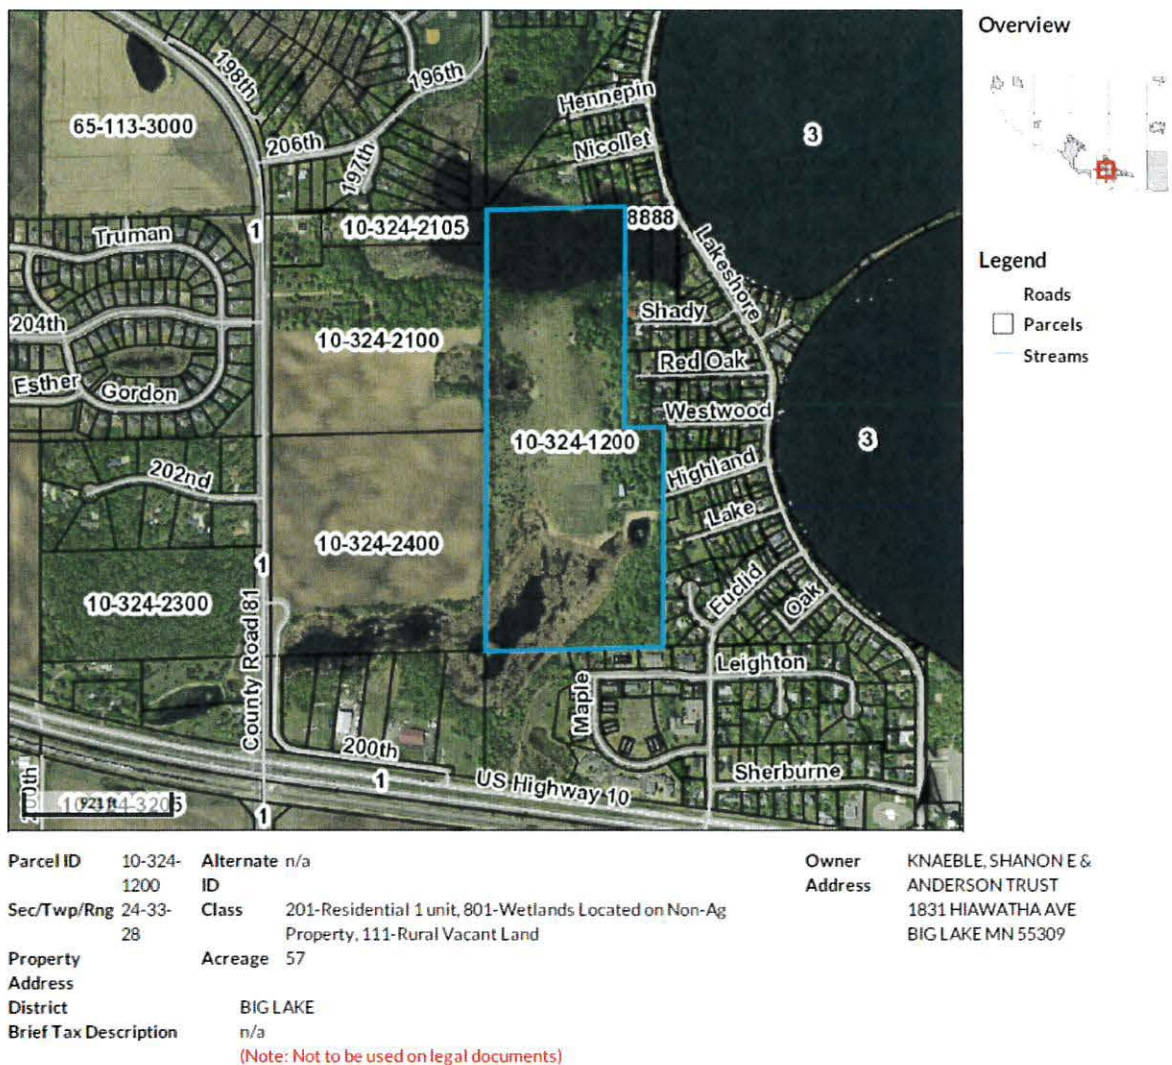 Overview
198th
196th
Hennepin
65-113-3000
206th
197th
Nicollet
3
10-324-2105
1
8888
Truman
Lakeshore
204th
10-324-2100
Shady
Esther
Gordon
Red Oak
Westwood
10-324-1200
3
202nd
Highland
Lake
10-324-2400
10-324-2300
1
Euclid
Oak
County Road 81
Leighton
Maple
200th
1
US Highway 10
Sherburne
921 ft
1
Legend
Roads
Parcels
Streams
Parcel ID 10-324-1200
Alternate ID n/a
Owner Address KNAEBLE, SHANON E &
ANDERSON TRUST
1831 HIAWATHA AVE
BIG LAKE MN 55309
Sec/Twp/Rng 24-33-28
Class 201-Residential 1 unit, 801-Wetlands Located on Non-Ag
Property, 111-Rural Vacant Land
Property Address
Acreage 57
District BIG LAKE
Brief Tax Description n/a
(Note: Not to be used on legal documents)